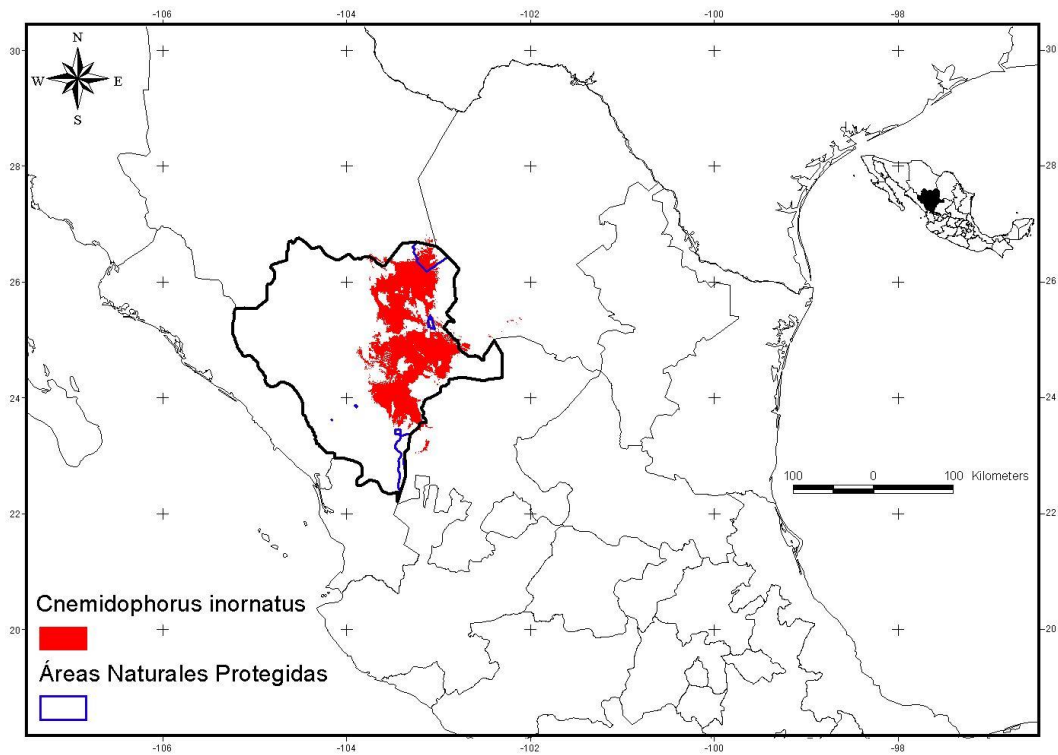 -106 -104 -102 -100 -98
N
W E
S
30 30
28 28
26 26
24 24
100 0 100 Kilometers
22 22
Cnemidophorus inornatus
20 20
Áreas Naturales Protegidas
-106 -104 -102 -100 -98